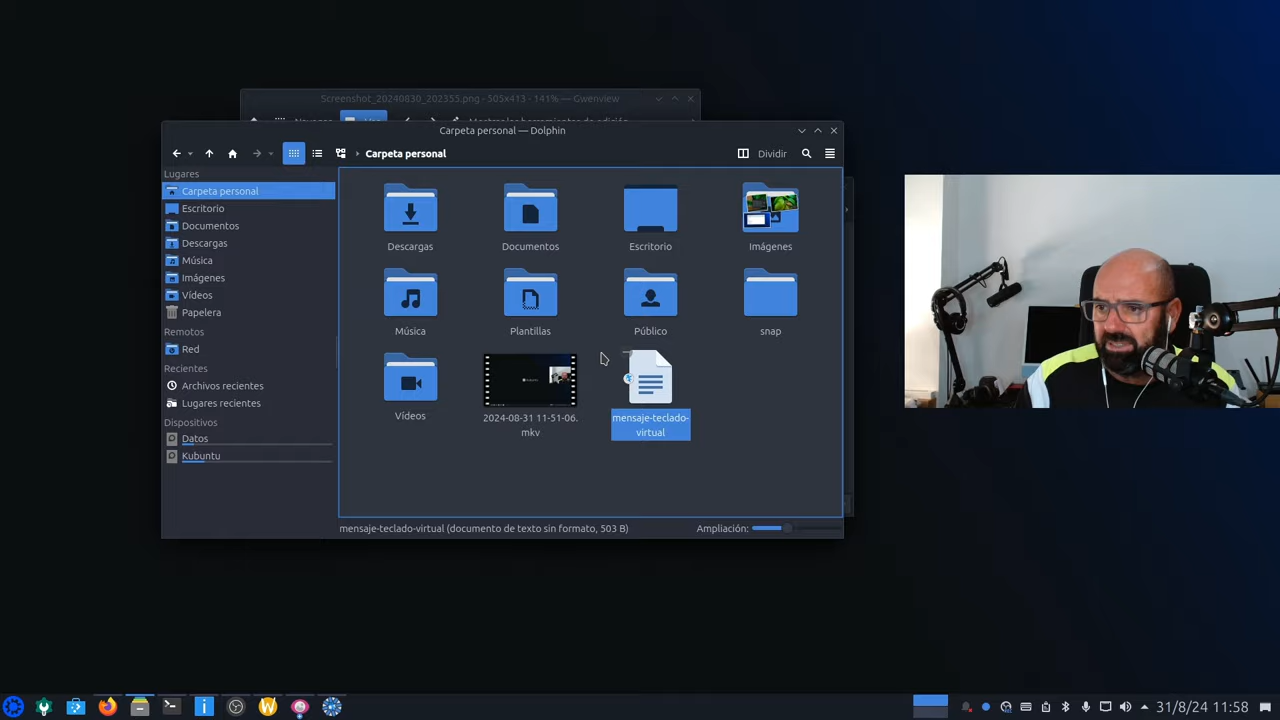 Screenshot_20240830_202355.png - 505x413 - 141% — Gwenview
Carpeta personal — Dolphin
Carpeta personal
Dividir
Lugares
Carpeta personal
Escritorio
Documentos
Descargas
Música
Imágenes
Vídeos
Papelera
Remotos
Red
Recientes
Archivos recientes
Lugares recientes
Dispositivos
Datos
Kubuntu
Descargas
Documentos
Escritorio
Imágenes
Música
Plantillas
Público
snap
Vídeos
2024-08-31 11-51-06.
mkv
mensaje-teclado-
virtual
mensaje-teclado-virtual (documento de texto sin formato, 503 B)
Ampliación:
31/8/24 11:58